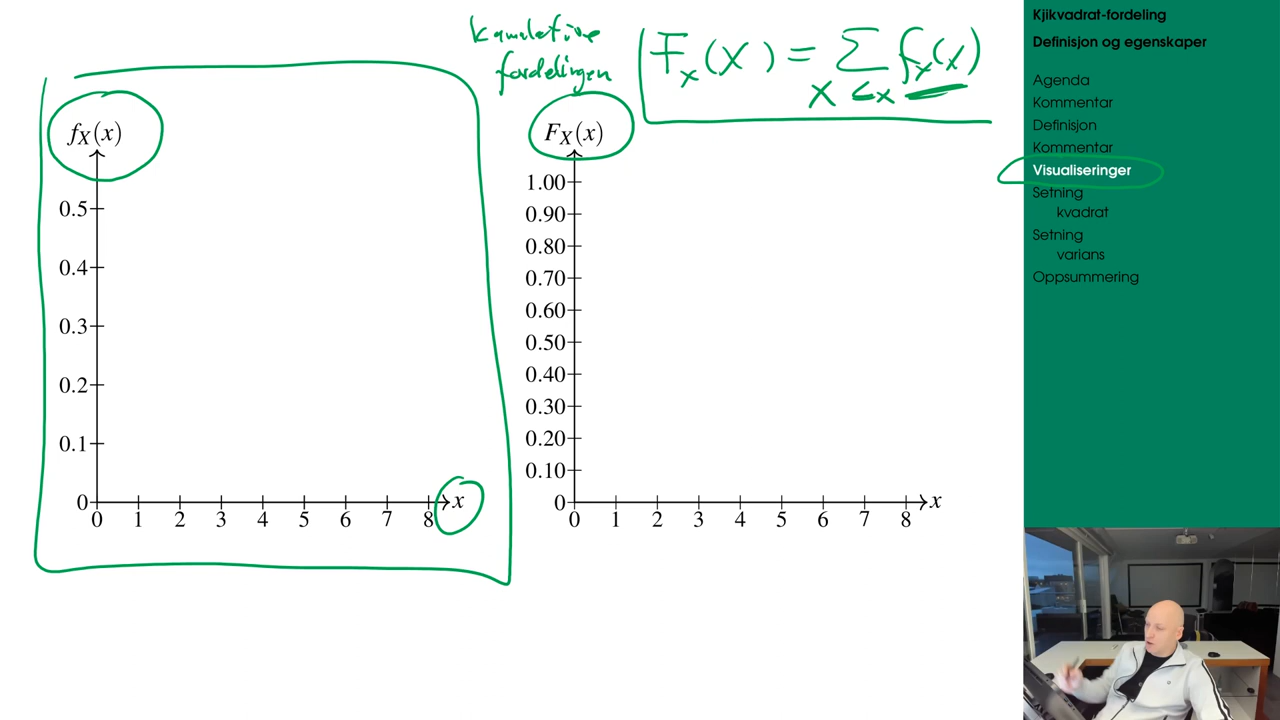 kumulative
fordelingen
F_x(x) = Σ f_x(x)
x ≤ x
f_X(x)
0.5
0.4
0.3
0.2
0.1
0
0 1 2 3 4 5 6 7 8 x
F_X(x)
1.00
0.90
0.80
0.70
0.60
0.50
0.40
0.30
0.20
0.10
0
0 1 2 3 4 5 6 7 8 x
Kjikvadrat-fordeling
Definisjon og egenskaper
Agenda
Kommentar
Definisjon
Kommentar
Visualiseringer
Setning
kvadrat
Setning
varians
Oppsummering